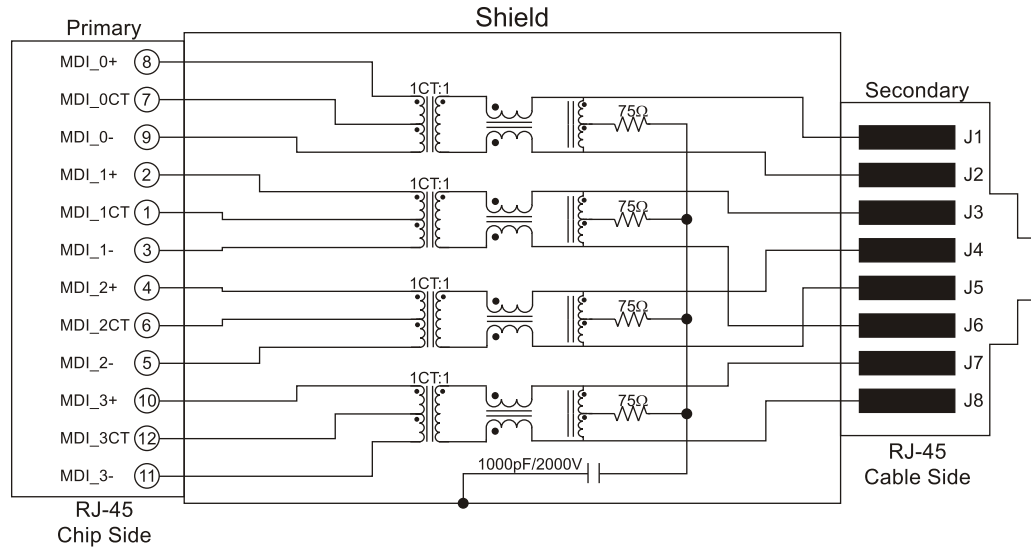 Shield
Primary
MDI_0+ 8
MDI_0CT 7
MDI_0- 9
MDI_1+ 2
MDI_1CT 1
MDI_1- 3
MDI_2+ 4
MDI_2CT 6
MDI_2- 5
MDI_3+ 10
MDI_3CT 12
MDI_3- 11
RJ-45
Chip Side
1CT:1
75Ω
1CT:1
75Ω
1CT:1
75Ω
1CT:1
75Ω
1000pF/2000V
Secondary
J1
J2
J3
J4
J5
J6
J7
J8
RJ-45
Cable Side